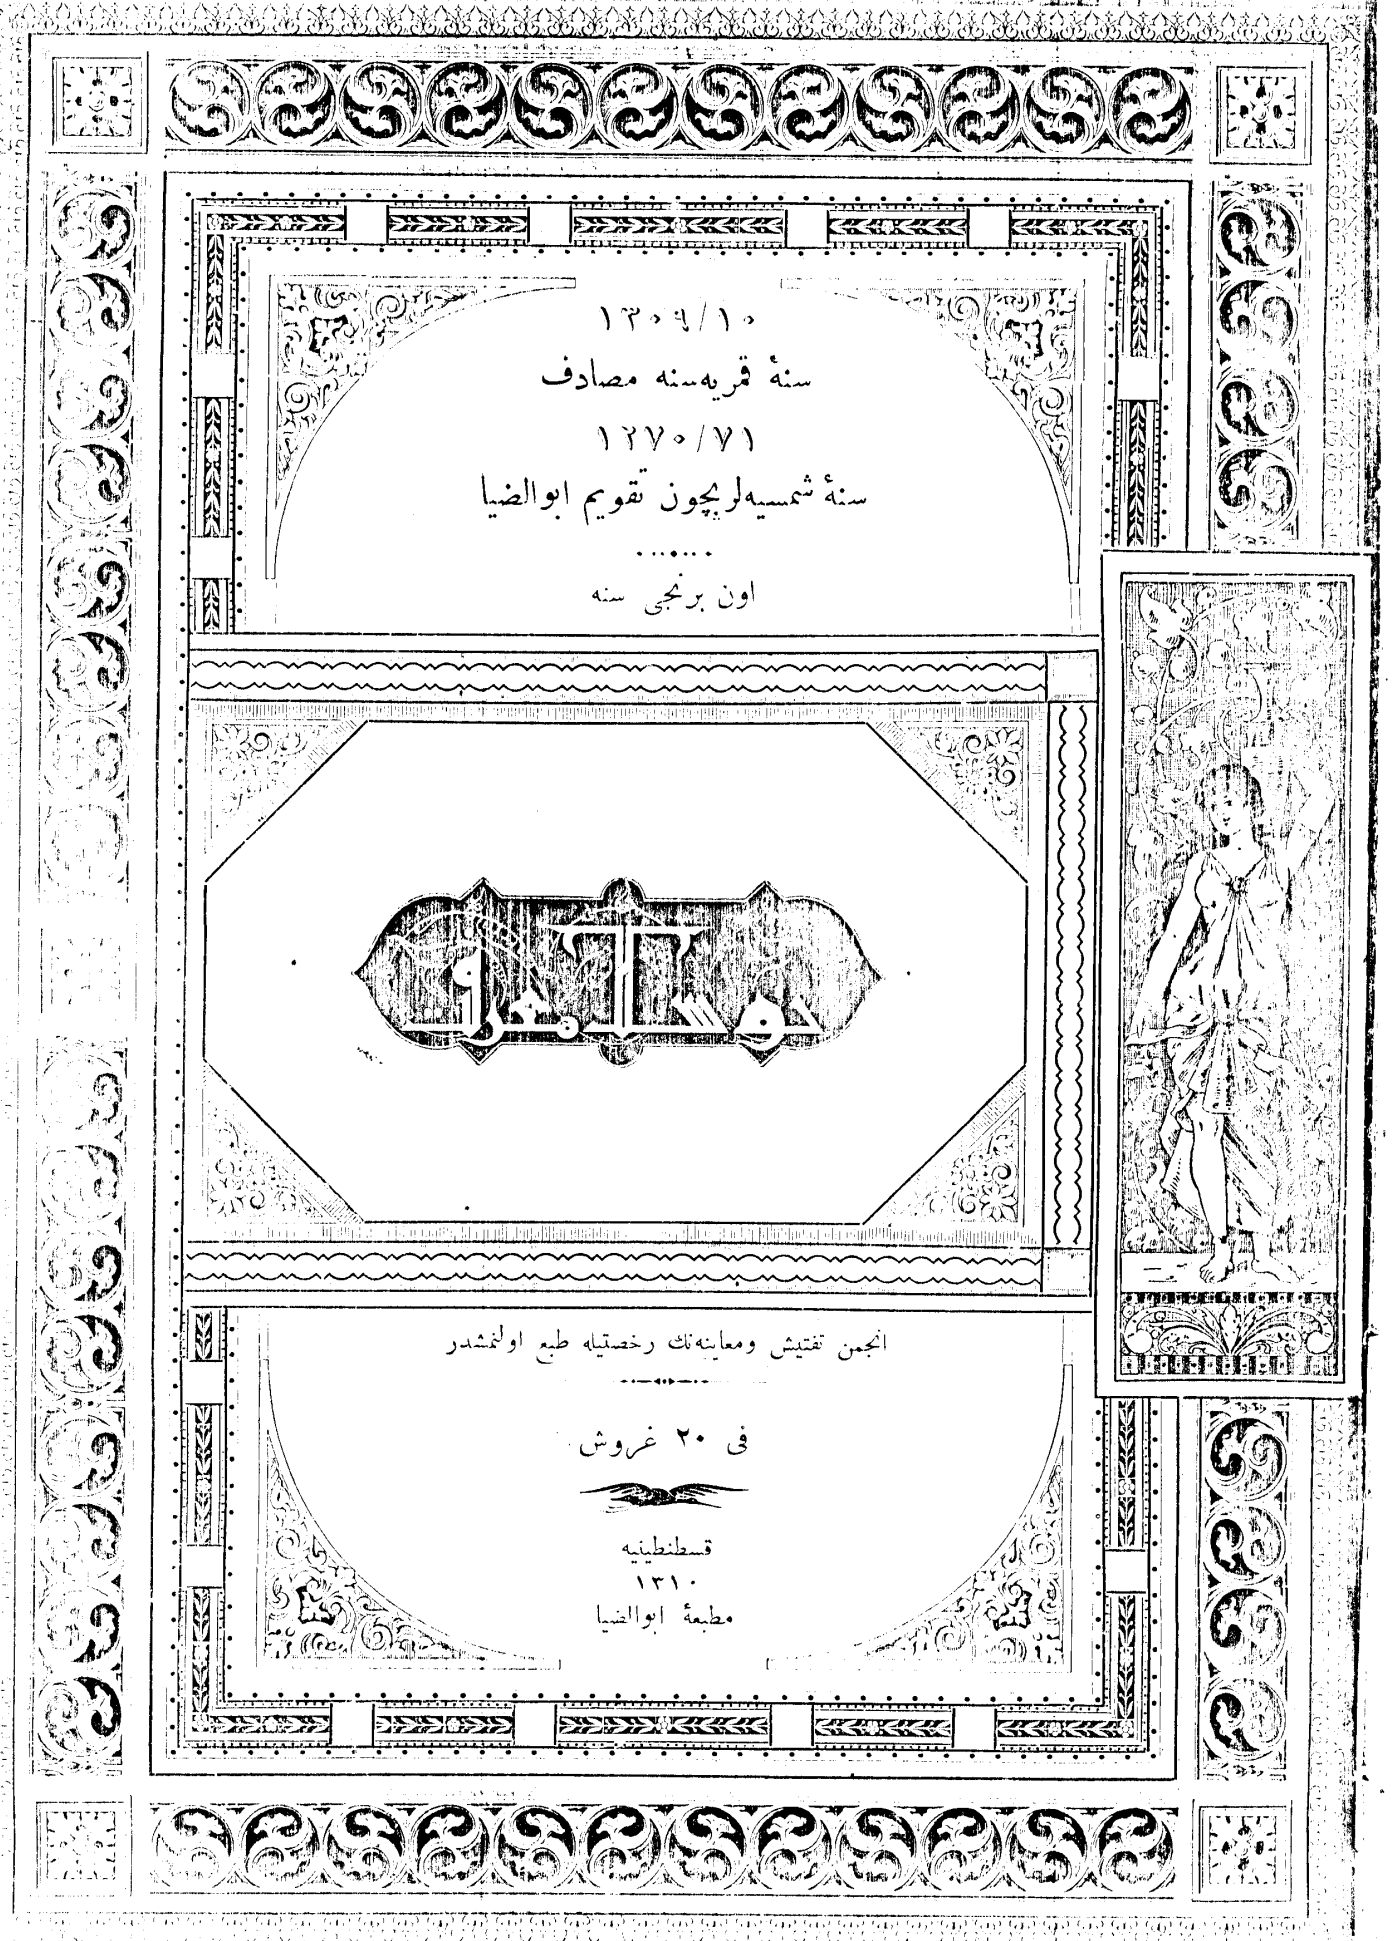 ١٣٠٩/١٠
سنهٔ قمریه‌سنه مصادف
١٢٧٠/٧١
سنهٔ شمسیه‌لریچون تقویم ابوالضیا
اون برنجی سنه
انجمن تفتیش ومعاینه‌نك رخصتیله طبع اولنمشدر
فی ٢٠ غروش
قسطنطینیه
١٣١٠
مطبعهٔ ابوالضیا